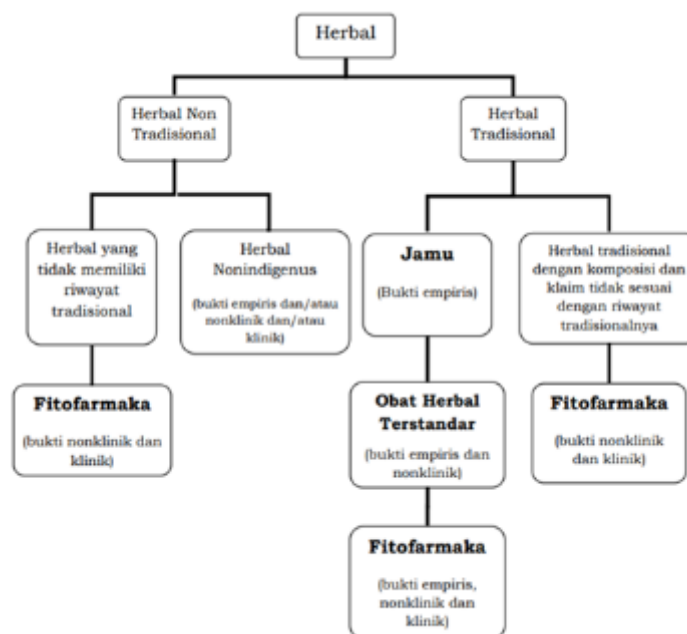 Herbal
Herbal Non
Tradisional
Herbal
Tradisional
Herbal yang
tidak memiliki
riwayat
tradisional
Herbal
Nonindigenus
(bukti empiris dan/atau
nonklinik dan/atau
klinik)
Jamu
(Bukti empiris)
Herbal tradisional
dengan komposisi dan
klaim tidak sesuai
dengan riwayat
tradisionalnya
Fitofarmaka
(bukti nonklinik dan
klinik)
Obat Herbal
Terstandar
(bukti empiris dan
nonklinik)
Fitofarmaka
(bukti nonklinik
dan klinik)
Fitofarmaka
(bukti empiris,
nonklinik dan
klinik)